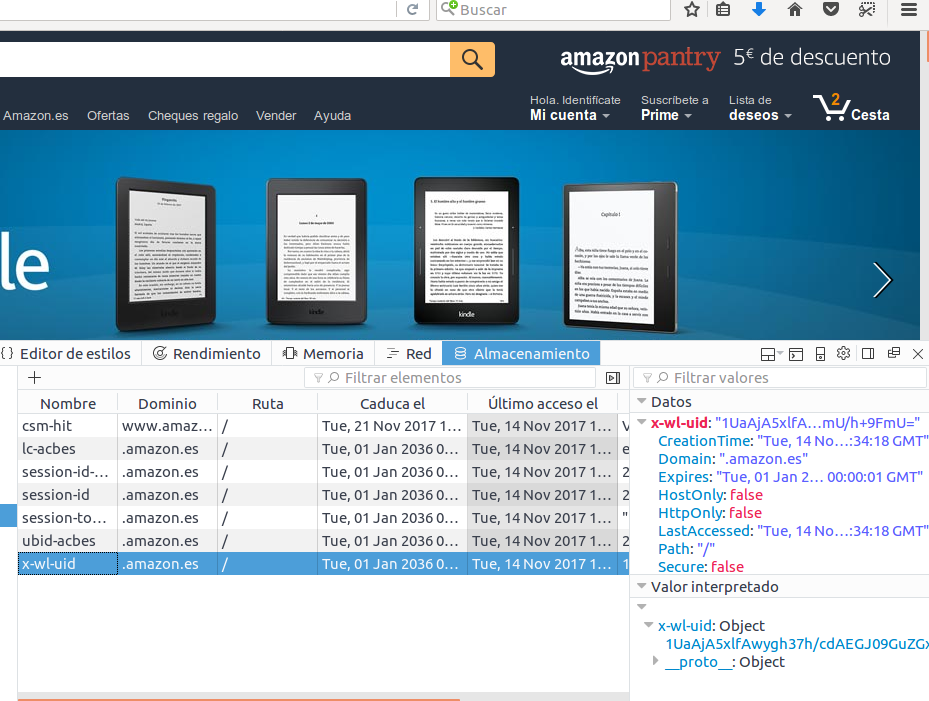 Buscar
amazon pantry 5€ de descuento
Amazon.es Ofertas Cheques regalo Vender Ayuda
Hola. Identifícate Suscríbete a Lista de 2
Mi cuenta Prime deseos Cesta
le
Capítulo I
kindle kindle kindle
{ } Editor de estilos Rendimiento Memoria Red Almacenamiento
+ Filtrar elementos Filtrar valores
Nombre Dominio Ruta Caduca el Último acceso el
csm-hit www.amaz... / Tue, 21 Nov 2017 1... Tue, 14 Nov 2017 1... V
lc-acbes .amazon.es / Tue, 01 Jan 2036 0... Tue, 14 Nov 2017 1... e
session-id-... .amazon.es / Tue, 01 Jan 2036 0... Tue, 14 Nov 2017 1... 2
session-id .amazon.es / Tue, 01 Jan 2036 0... Tue, 14 Nov 2017 1... 2
session-to... .amazon.es / Tue, 01 Jan 2036 0... Tue, 14 Nov 2017 1... "
ubid-acbes .amazon.es / Tue, 01 Jan 2036 0... Tue, 14 Nov 2017 1... 2
x-wl-uid .amazon.es / Tue, 01 Jan 2036 0... Tue, 14 Nov 2017 1... 1
Datos
x-wl-uid: "1UaAjA5xlfA...mU/h+9FmU="
CreationTime: "Tue, 14 No...:34:18 GMT"
Domain: ".amazon.es"
Expires: "Tue, 01 Jan 2... 00:00:01 GMT"
HostOnly: false
HttpOnly: false
LastAccessed: "Tue, 14 No...:34:18 GMT"
Path: "/"
Secure: false
Valor interpretado
x-wl-uid: Object
1UaAjA5xlfAwygh37h/cdAEGJ09GuZGx
__proto__: Object